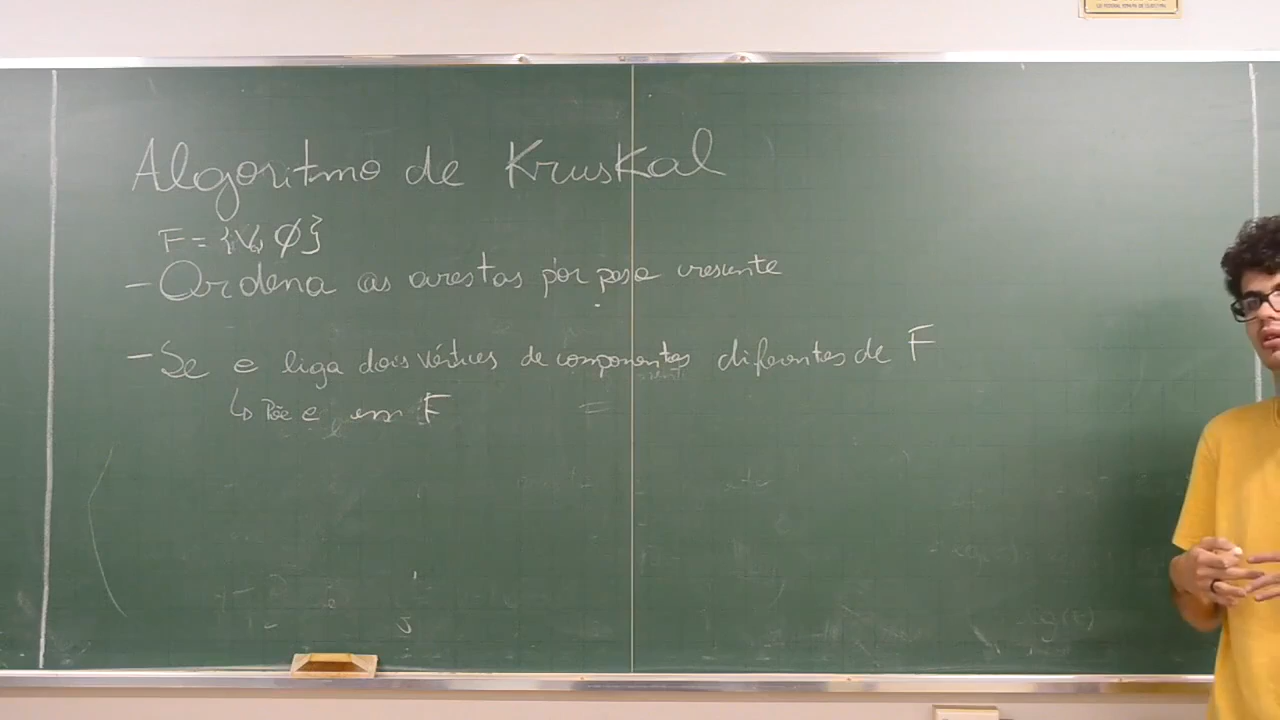 Algoritmo de Kruskal
F = {V, Ø}
- Ordena as arestas por peso crescente
- Se e liga dois vértices de componentes diferentes de F
↳ Põe e em F